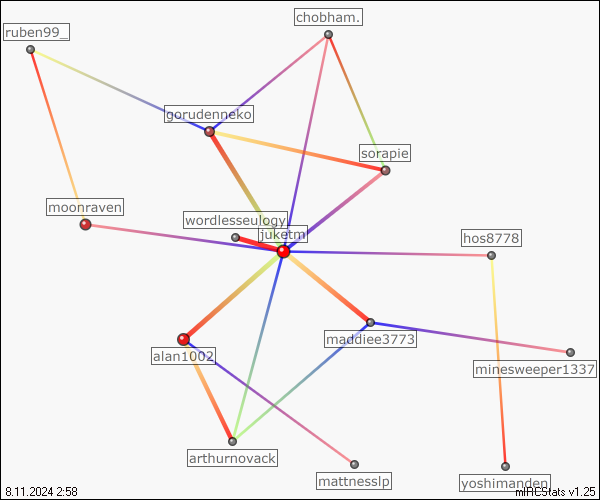 chobham.
ruben99_
gorudenneko
sorapie
moonraven
wordlesseulogy
juketm
hos8778
maddiee3773
alan1002
minesweeper1337
arthurnovack
mattnesslp
yoshimanden
8.11.2024 2:58
mIRCStats v1.25